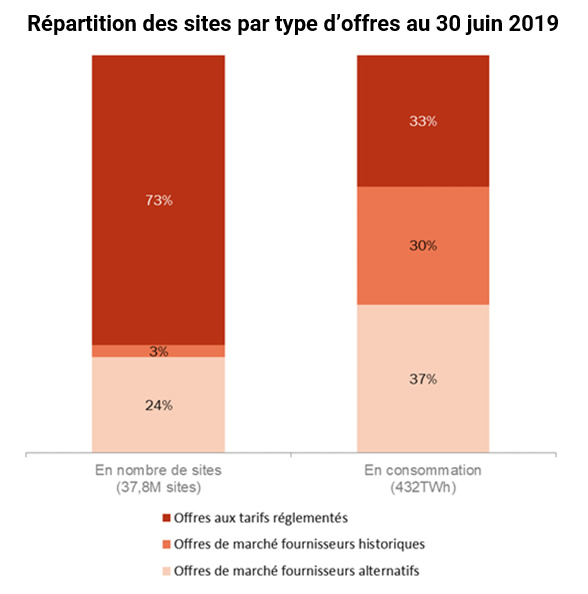 Répartition des sites par type d’offres au 30 juin 2019
73%
3%
24%
33%
30%
37%
En nombre de sites
(37,8M sites)
En consommation
(432TWh)
Offres aux tarifs réglementés
Offres de marché fournisseurs historiques
Offres de marché fournisseurs alternatifs